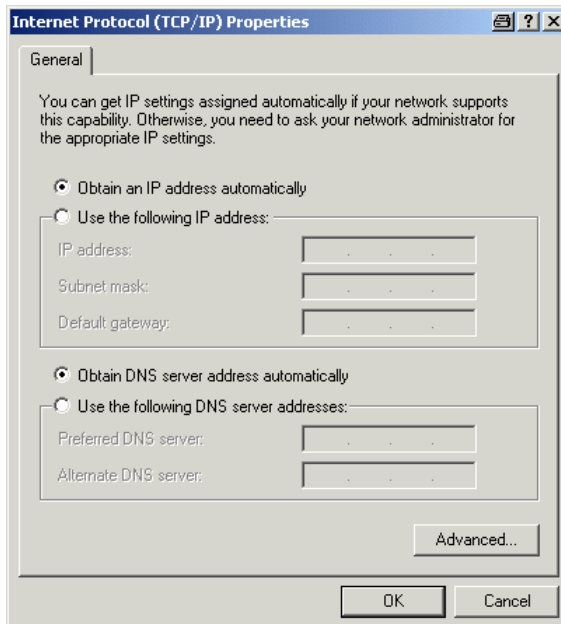 Internet Protocol (TCP/IP) Properties
General
You can get IP settings assigned automatically if your network supports
this capability. Otherwise, you need to ask your network administrator for
the appropriate IP settings.
Obtain an IP address automatically
Use the following IP address:
IP address:
Subnet mask:
Default gateway:
Obtain DNS server address automatically
Use the following DNS server addresses:
Preferred DNS server:
Alternate DNS server:
Advanced...
OK Cancel